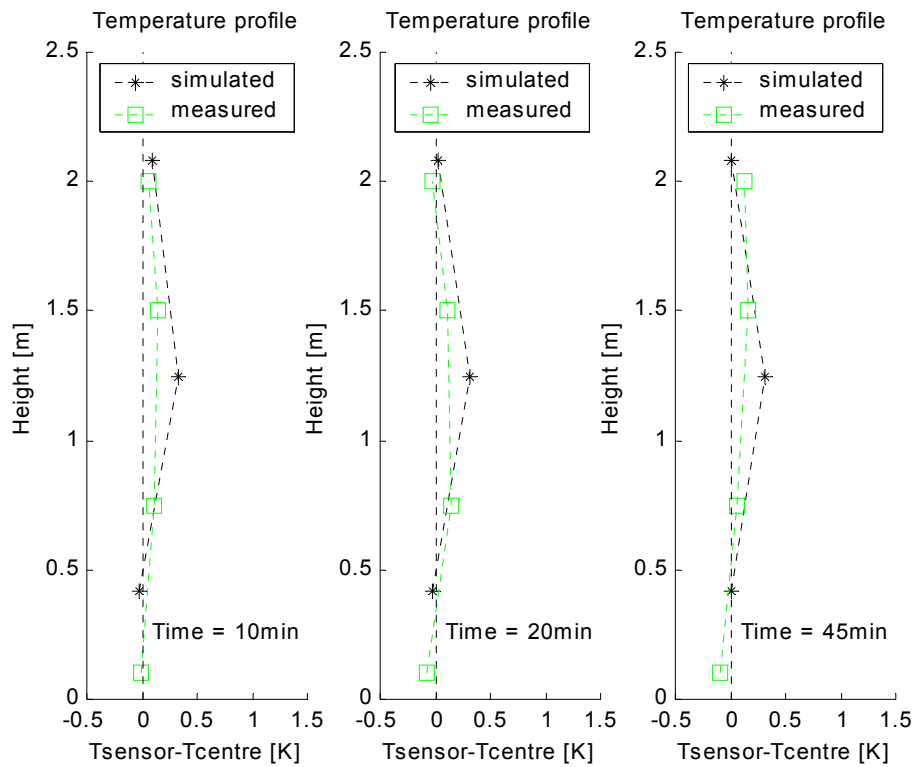 Temperature profile
2.5
simulated
measured
2
1.5
Height [m]
1
0.5
Time = 10min
0
-0.5 0 0.5 1 1.5
Tsensor-Tcentre [K]
Temperature profile
2.5
simulated
measured
2
1.5
Height [m]
1
0.5
Time = 20min
0
-0.5 0 0.5 1 1.5
Tsensor-Tcentre [K]
Temperature profile
2.5
simulated
measured
2
1.5
Height [m]
1
0.5
Time = 45min
0
-0.5 0 0.5 1 1.5
Tsensor-Tcentre [K]